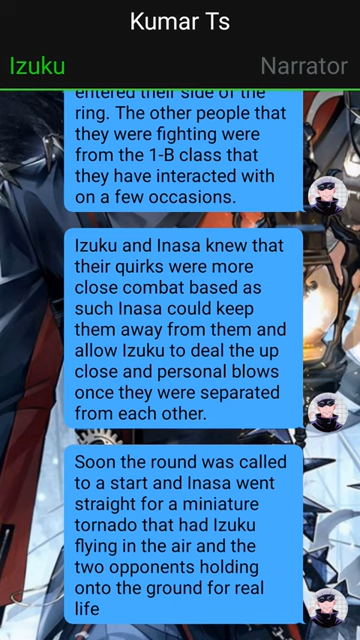 Kumar Ts
Izuku
Narrator
entered their side of the
ring. The other people that
they were fighting were
from the 1-B class that
they have interacted with
on a few occasions.
Izuku and Inasa knew that
their quirks were more
close combat based as
such Inasa could keep
them away from them and
allow Izuku to deal the up
close and personal blows
once they were separated
from each other.
Soon the round was called
to a start and Inasa went
straight for a miniature
tornado that had Izuku
flying in the air and the
two opponents holding
onto the ground for real
life